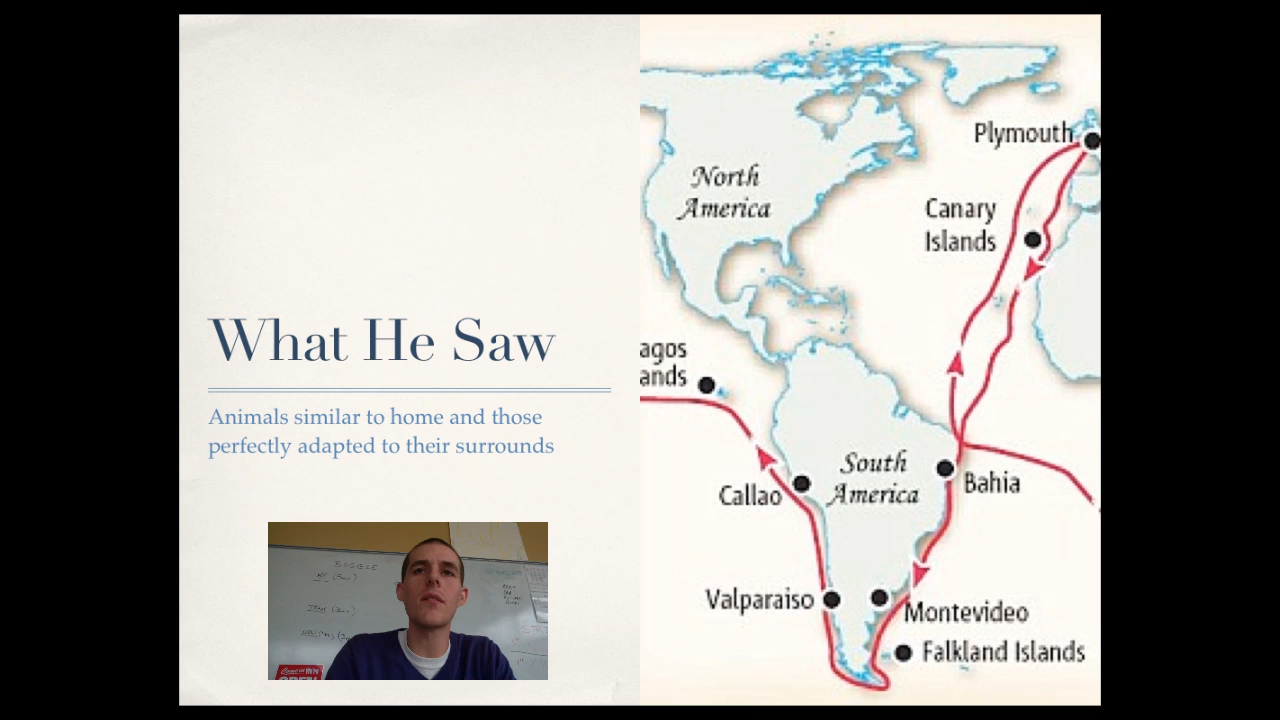 What He Saw
Animals similar to home and those
perfectly adapted to their surrounds
OPEN
North
America
Plymouth
Canary
Islands
agos
ands
South
America
Callao
Bahia
Valparaiso
Montevideo
Falkland Islands